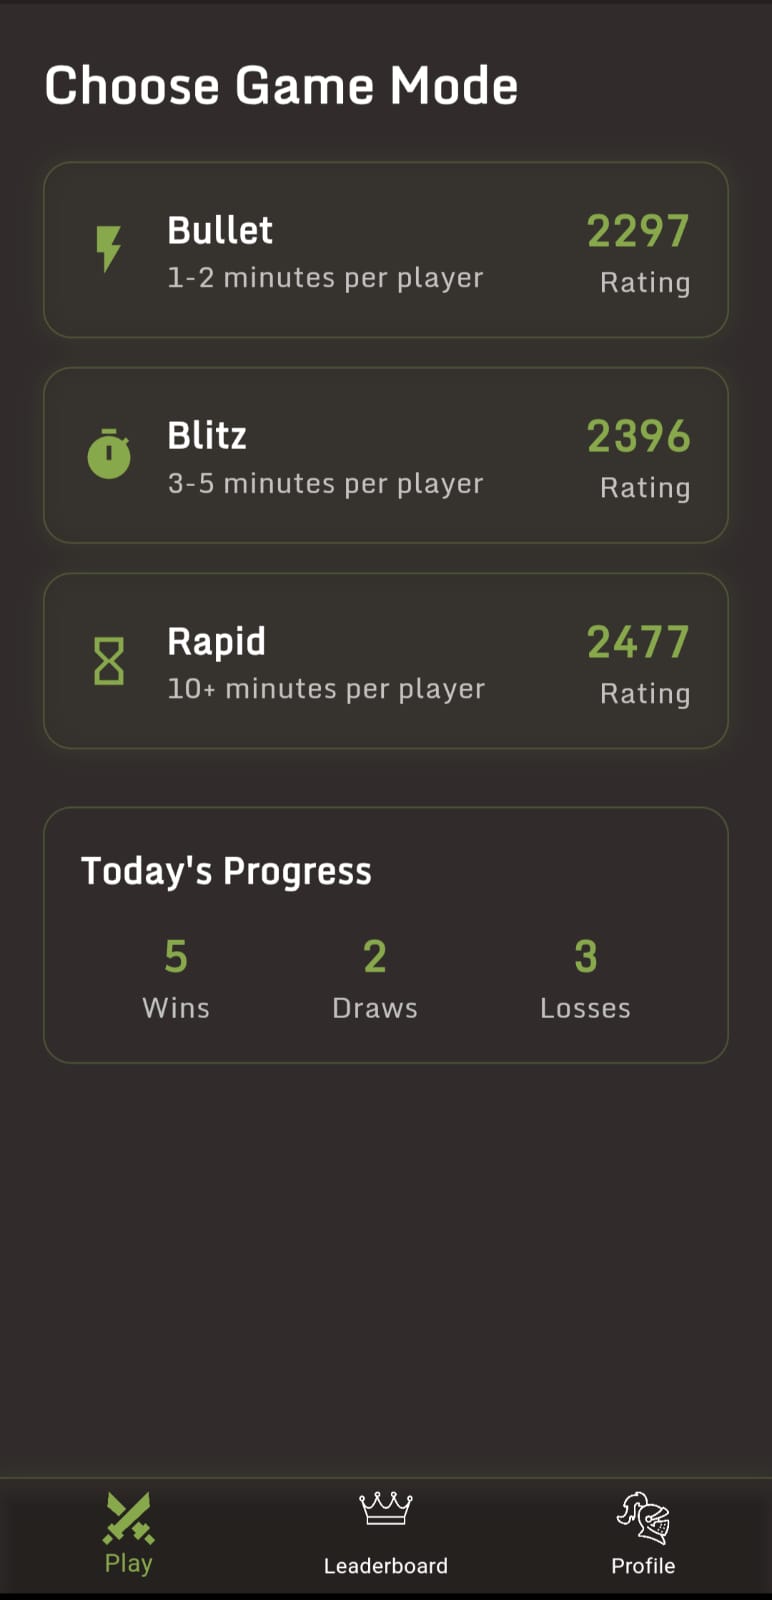 Choose Game Mode
Bullet
1-2 minutes per player
2297
Rating
Blitz
3-5 minutes per player
2396
Rating
Rapid
10+ minutes per player
2477
Rating
Today's Progress
5 2 3
Wins Draws Losses
Play Leaderboard Profile